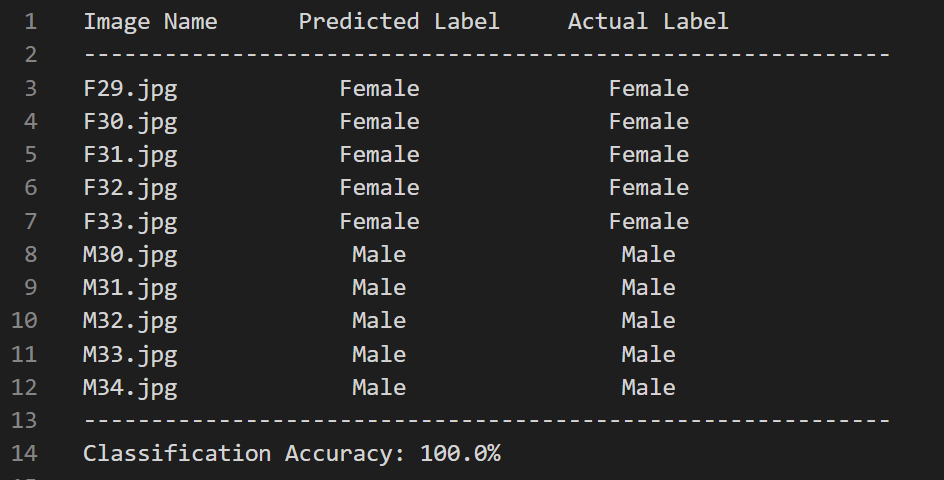 1 Image Name Predicted Label Actual Label
2 ------------------------------------------------------------
3 F29.jpg Female Female
4 F30.jpg Female Female
5 F31.jpg Female Female
6 F32.jpg Female Female
7 F33.jpg Female Female
8 M30.jpg Male Male
9 M31.jpg Male Male
10 M32.jpg Male Male
11 M33.jpg Male Male
12 M34.jpg Male Male
13 ------------------------------------------------------------
14 Classification Accuracy: 100.0%